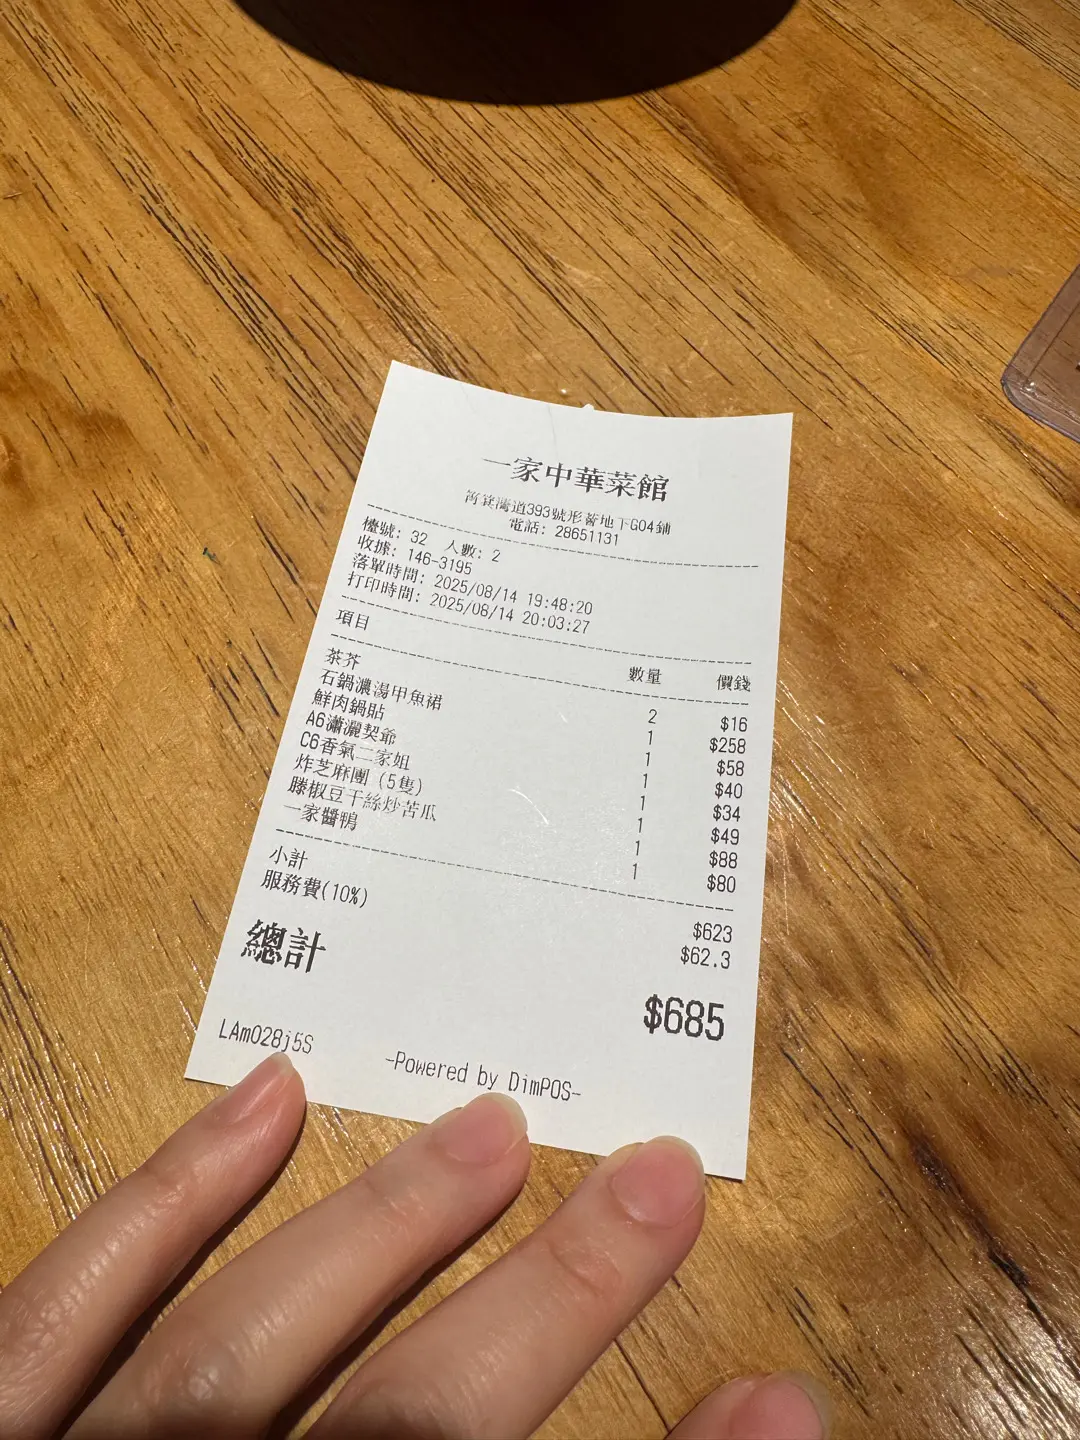 一家中華菜館
筲箕灣道393號形薈地下G04鋪
電話: 28651131
檯號: 32 人數: 2
收據: 146-3195
落單時間: 2025/08/14 19:48:20
打印時間: 2025/08/14 20:03:27
項目 數量 價錢
茶芥 2 $16
石鍋濃湯甲魚裙 1 $258
鮮肉鍋貼 1 $58
A6瀟灑契爺 1 $40
C6香氣二家姐 1 $34
炸芝麻團 (5隻) 1 $49
籐椒豆干絲炒苦瓜 1 $88
一家醬鴨 1 $80
小計 $623
服務費(10%) $62.3
總計 $685
LAmO28j5S
-Powered by DimPOS-